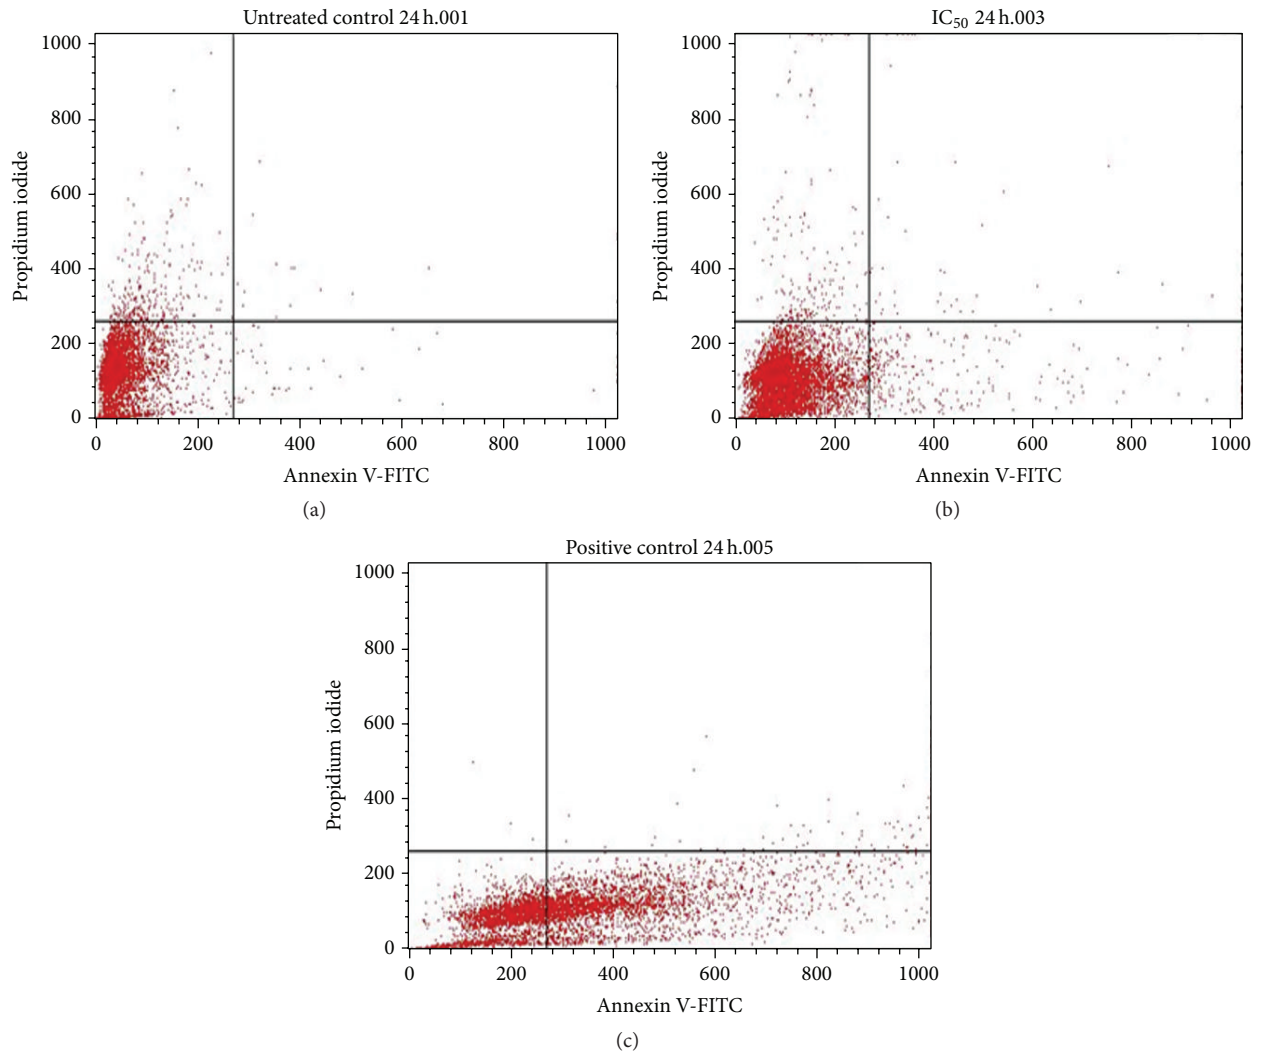 Untreated control 24 h.001
1000
800
600
400
200
0
Propidium iodide
0 200 400 600 800 1000
Annexin V-FITC
(a)
IC50 24 h.003
1000
800
600
400
200
0
Propidium iodide
0 200 400 600 800 1000
Annexin V-FITC
(b)
Positive control 24 h.005
1000
800
600
400
200
0
Propidium iodide
0 200 400 600 800 1000
Annexin V-FITC
(c)